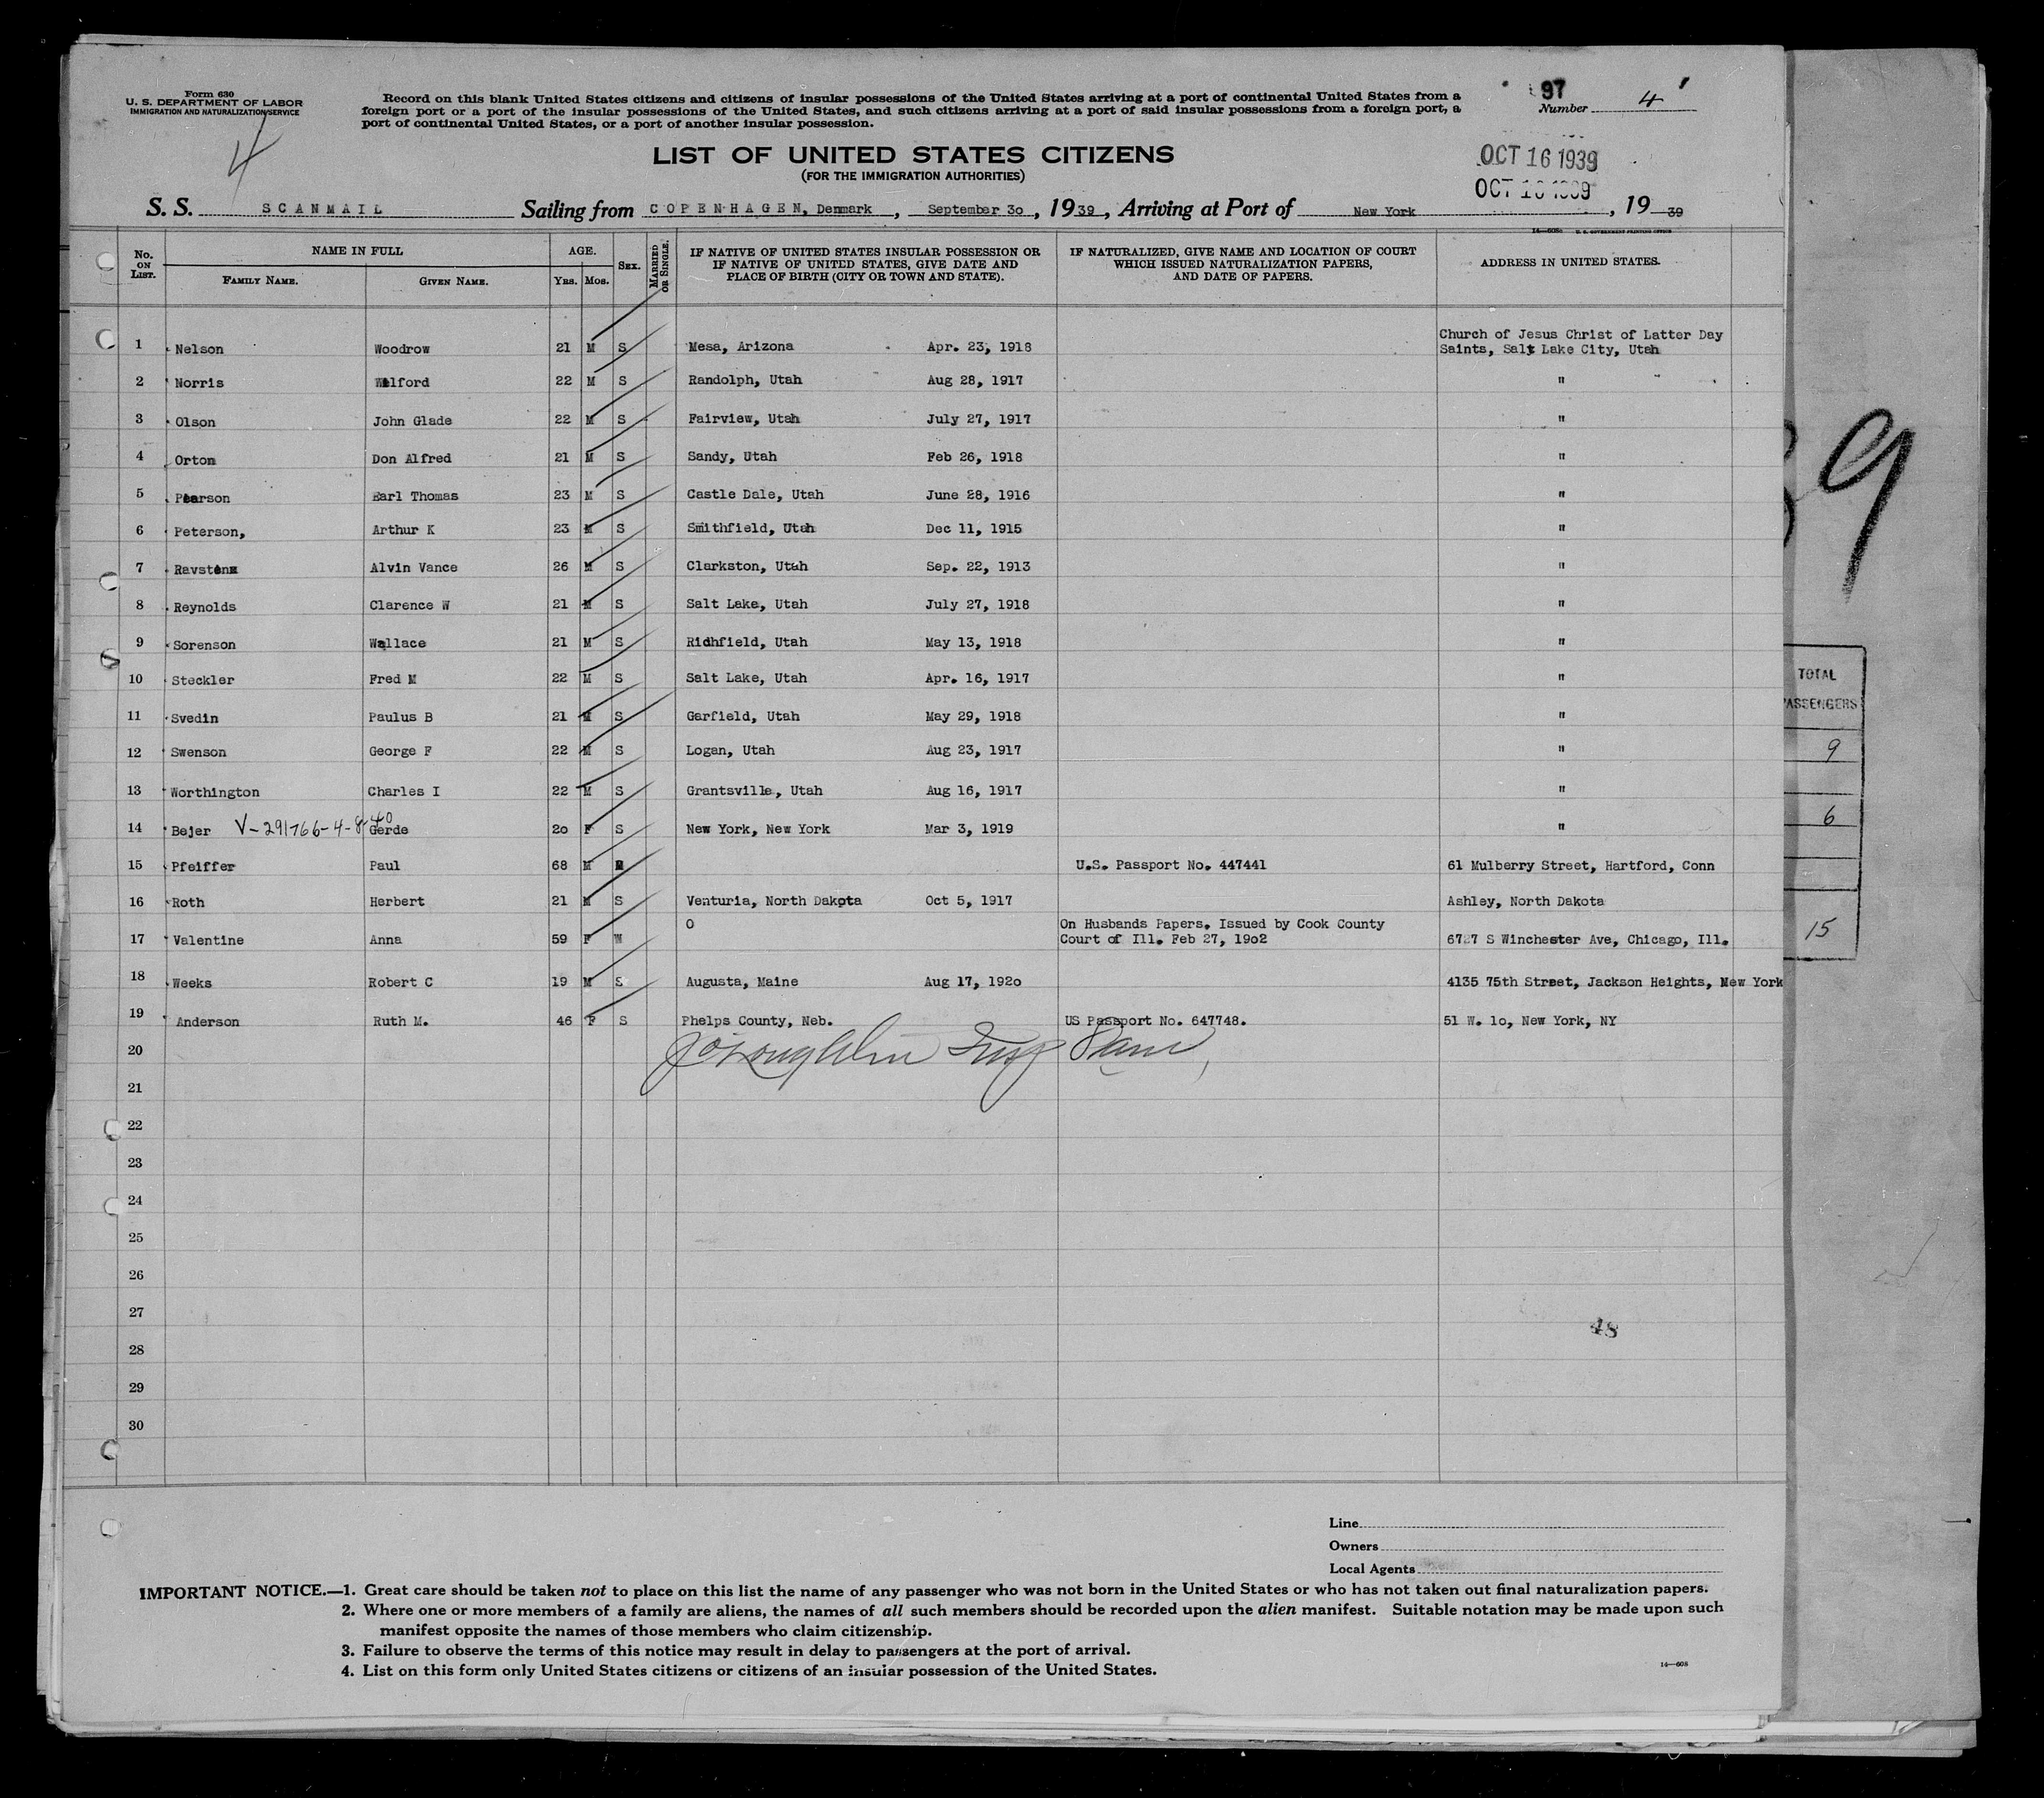 Form 630
U. S. DEPARTMENT OF LABOR
IMMIGRATION AND NATURALIZATION SERVICE
4
Record on this blank United States citizens and citizens of insular possessions of the United States arriving at a port of continental United States from a
foreign port or a port of the insular possessions of the United States, and such citizens arriving at a port of said insular possessions from a foreign port, a
port of continental United States, or a port of another insular possession.
97
Number 4
LIST OF UNITED STATES CITIZENS
(FOR THE IMMIGRATION AUTHORITIES)
OCT 16 1939
OCT 16 1939
S. S. SCANMAIL Sailing from COPENHAGEN, Denmark, September 3o, 1939, Arriving at Port of New York, 1939
No. ON LIST. NAME IN FULL FAMILY NAME. GIVEN NAME. AGE. YRS. MOS. SEX. MARRIED OR SINGLE. IF NATIVE OF UNITED STATES INSULAR POSSESSION OR IF NATIVE OF UNITED STATES, GIVE DATE AND PLACE OF BIRTH (CITY OR TOWN AND STATE). IF NATURALIZED, GIVE NAME AND LOCATION OF COURT WHICH ISSUED NATURALIZATION PAPERS, AND DATE OF PAPERS. ADDRESS IN UNITED STATES.
1 Nelson Woodrow 21 M S Mesa, Arizona Apr. 23, 1918 Church of Jesus Christ of Latter Day Saints, Salt Lake City, Utah
2 Norris Wilford 22 M S Randolph, Utah Aug 28, 1917 "
3 Olson John Glade 22 M S Fairview, Utah July 27, 1917 "
4 Orton Don Alfred 21 M S Sandy, Utah Feb 26, 1918 "
5 Pearson Earl Thomas 23 M S Castle Dale, Utah June 28, 1916 "
6 Peterson, Arthur K 23 M S Smithfield, Utah Dec 11, 1915 "
7 Alvin Vance 26 M S Clarkston, Utah Sep. 22, 1913 "
8 Reynolds Clarence W 21 M S Salt Lake, Utah July 27, 1918 "
9 Sorenson Wallace 21 M S Ridhfield, Utah May 13, 1918 "
10 Steckler Fred M 22 M S Salt Lake, Utah Apr. 16, 1917 "
11 Svedin Paulus B 21 M S Garfield, Utah May 29, 1918 "
12 Swenson George F 22 M S Logan, Utah Aug 23, 1917 "
13 Worthington Charles I 22 M S Grantsville, Utah Aug 16, 1917 "
14 Bejer V-291766-4-8-40 Gerde 2o F S New York, New York Mar 3, 1919 "
15 Pfeiffer Paul 68 M U.S. Passport No. 447441 61 Mulberry Street, Hartford, Conn
16 Roth Herbert 21 M S Venturia, North Dakota Oct 5, 1917 Ashley, North Dakota
17 Valentine Anna 59 F W O On Husbands Papers. Issued by Cook County Court of Ill. Feb 27, 19o2 6727 S Winchester Ave, Chicago, Ill.
18 Weeks Robert C 19 M S Augusta, Maine Aug 17, 192o 4135 75th Street, Jackson Heights, New York
19 Anderson Ruth M. 46 F S Phelps County, Neb. US Passport No. 647748. 51 W. 1o, New York, NY
20
21
22
23
24
25
26
27
28
29
30
48
Line
Owners
Local Agents
IMPORTANT NOTICE.—1. Great care should be taken not to place on this list the name of any passenger who was not born in the United States or who has not taken out final naturalization papers.
2. Where one or more members of a family are aliens, the names of all such members should be recorded upon the alien manifest. Suitable notation may be made upon such
manifest opposite the names of those members who claim citizenship.
3. Failure to observe the terms of this notice may result in delay to passengers at the port of arrival.
4. List on this form only United States citizens or citizens of an insular possession of the United States.
14—608
9
TOTAL
PASSENGERS
9
6
15